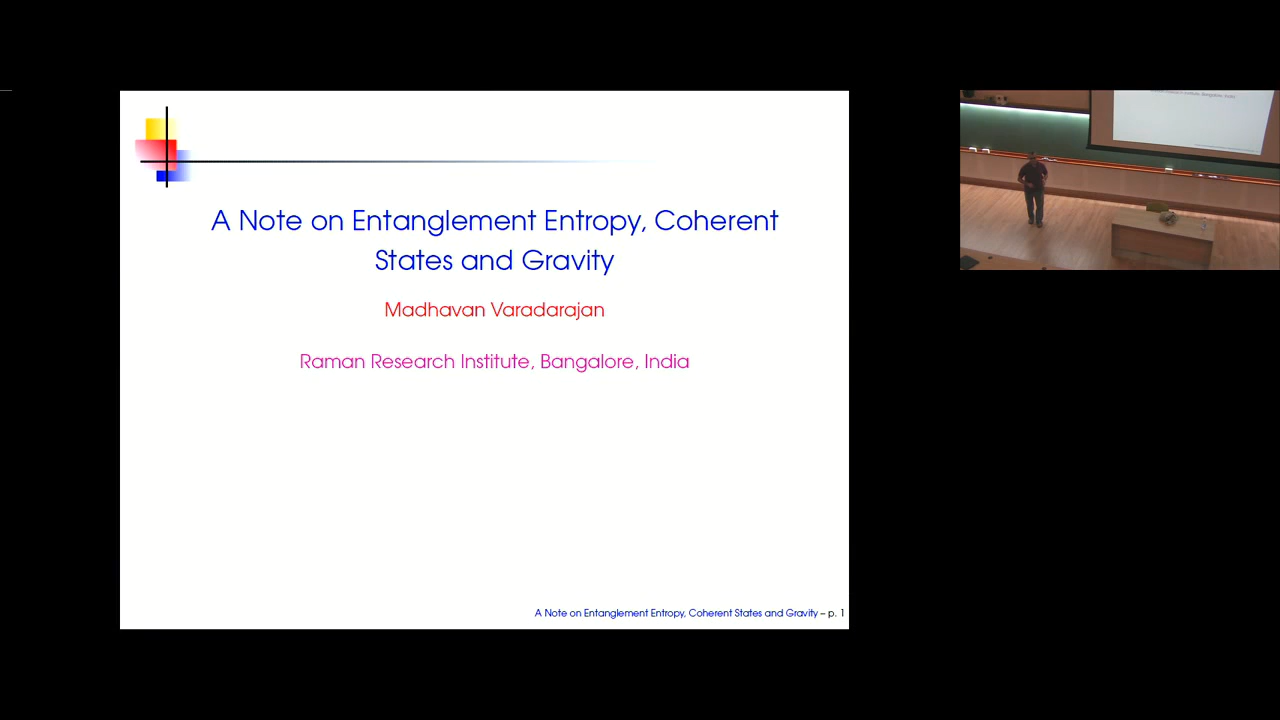 A Note on Entanglement Entropy, Coherent
States and Gravity
Madhavan Varadarajan
Raman Research Institute, Bangalore, India
A Note on Entanglement Entropy, Coherent States and Gravity – p. 1